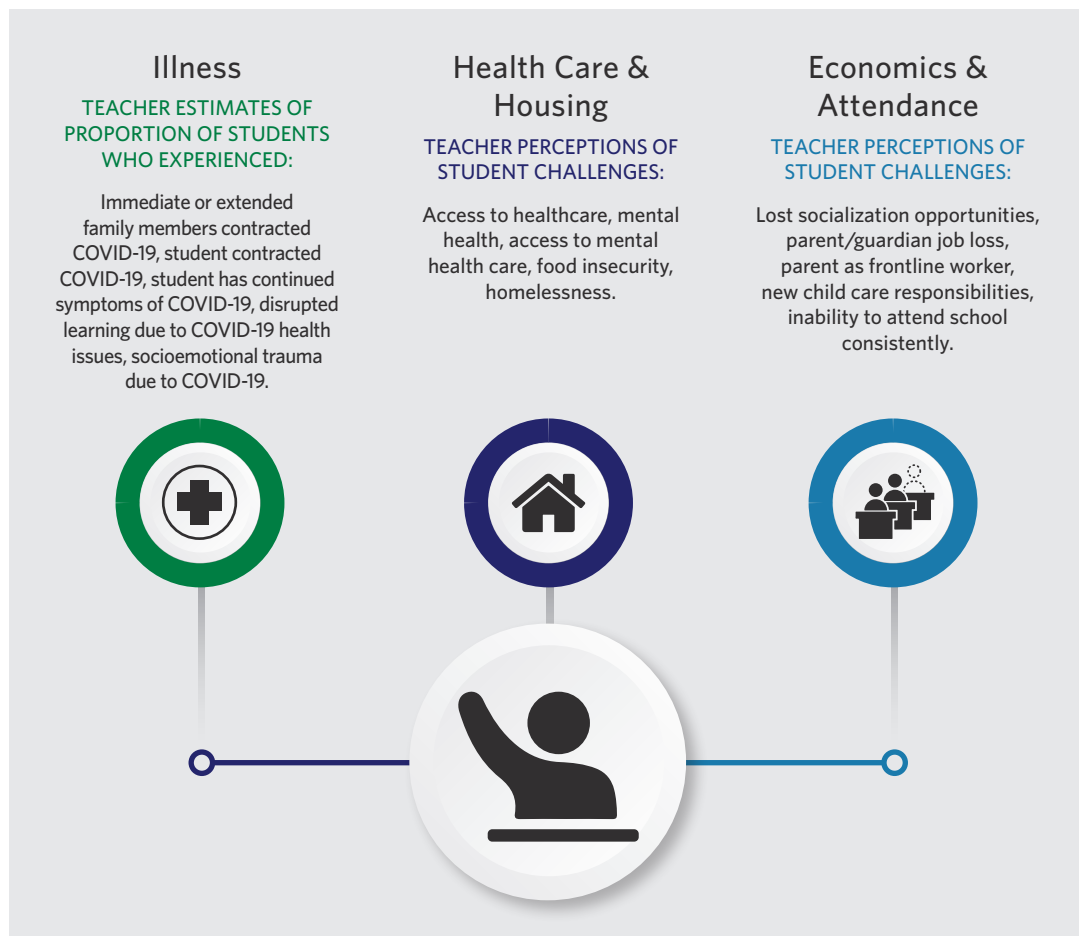 Illness
TEACHER ESTIMATES OF
PROPORTION OF STUDENTS
WHO EXPERIENCED:
Immediate or extended
family members contracted
COVID-19, student contracted
COVID-19, student has continued
symptoms of COVID-19, disrupted
learning due to COVID-19 health
issues, socioemotional trauma
due to COVID-19.
Health Care &
Housing
TEACHER PERCEPTIONS OF
STUDENT CHALLENGES:
Access to healthcare, mental
health, access to mental
health care, food insecurity,
homelessness.
Economics &
Attendance
TEACHER PERCEPTIONS OF
STUDENT CHALLENGES:
Lost socialization opportunities,
parent/guardian job loss,
parent as frontline worker,
new child care responsibilities,
inability to attend school
consistently.